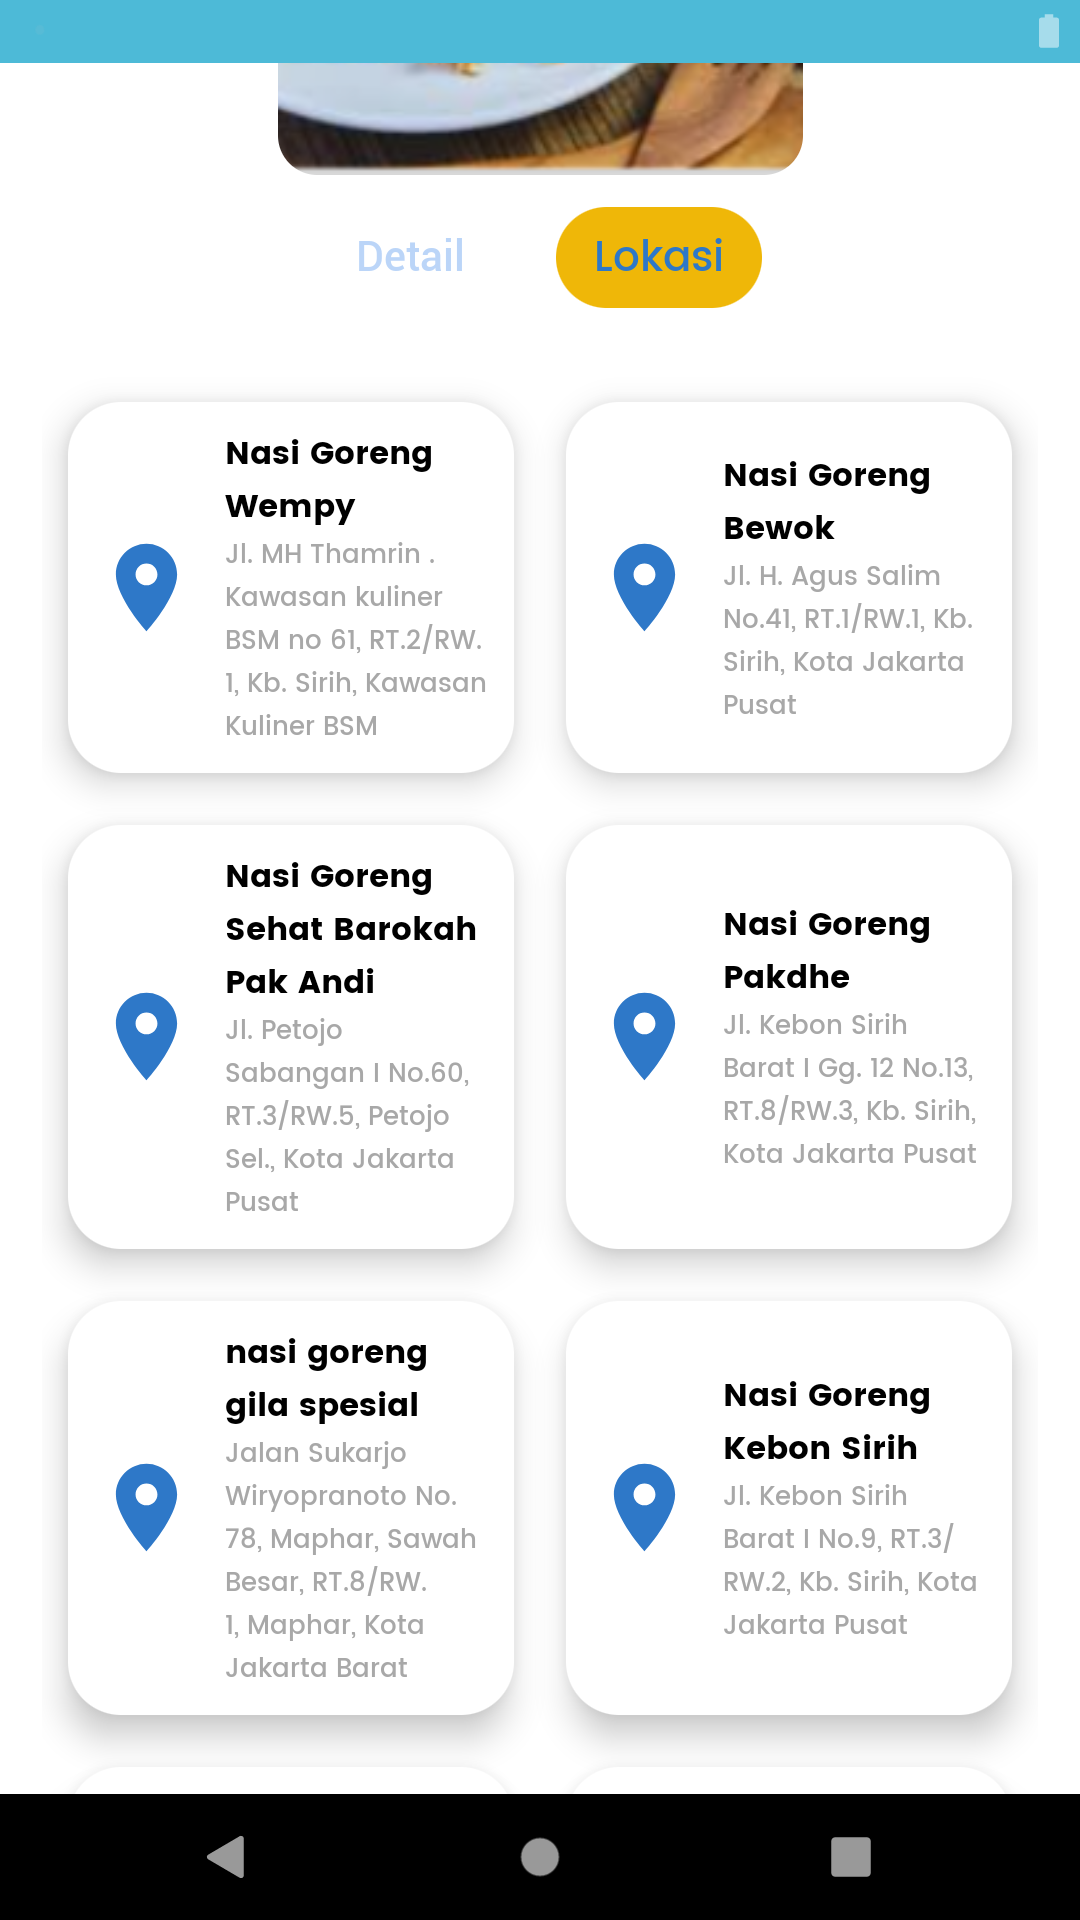 Detail
Lokasi
Nasi Goreng
Wempy
Jl. MH Thamrin .
Kawasan kuliner
BSM no 61, RT.2/RW.
1, Kb. Sirih, Kawasan
Kuliner BSM
Nasi Goreng
Bewok
Jl. H. Agus Salim
No.41, RT.1/RW.1, Kb.
Sirih, Kota Jakarta
Pusat
Nasi Goreng
Sehat Barokah
Pak Andi
Jl. Petojo
Sabangan I No.60,
RT.3/RW.5, Petojo
Sel., Kota Jakarta
Pusat
Nasi Goreng
Pakdhe
Jl. Kebon Sirih
Barat I Gg. 12 No.13,
RT.8/RW.3, Kb. Sirih,
Kota Jakarta Pusat
nasi goreng
gila spesial
Jalan Sukarjo
Wiryopranoto No.
78, Maphar, Sawah
Besar, RT.8/RW.
1, Maphar, Kota
Jakarta Barat
Nasi Goreng
Kebon Sirih
Jl. Kebon Sirih
Barat I No.9, RT.3/
RW.2, Kb. Sirih, Kota
Jakarta Pusat